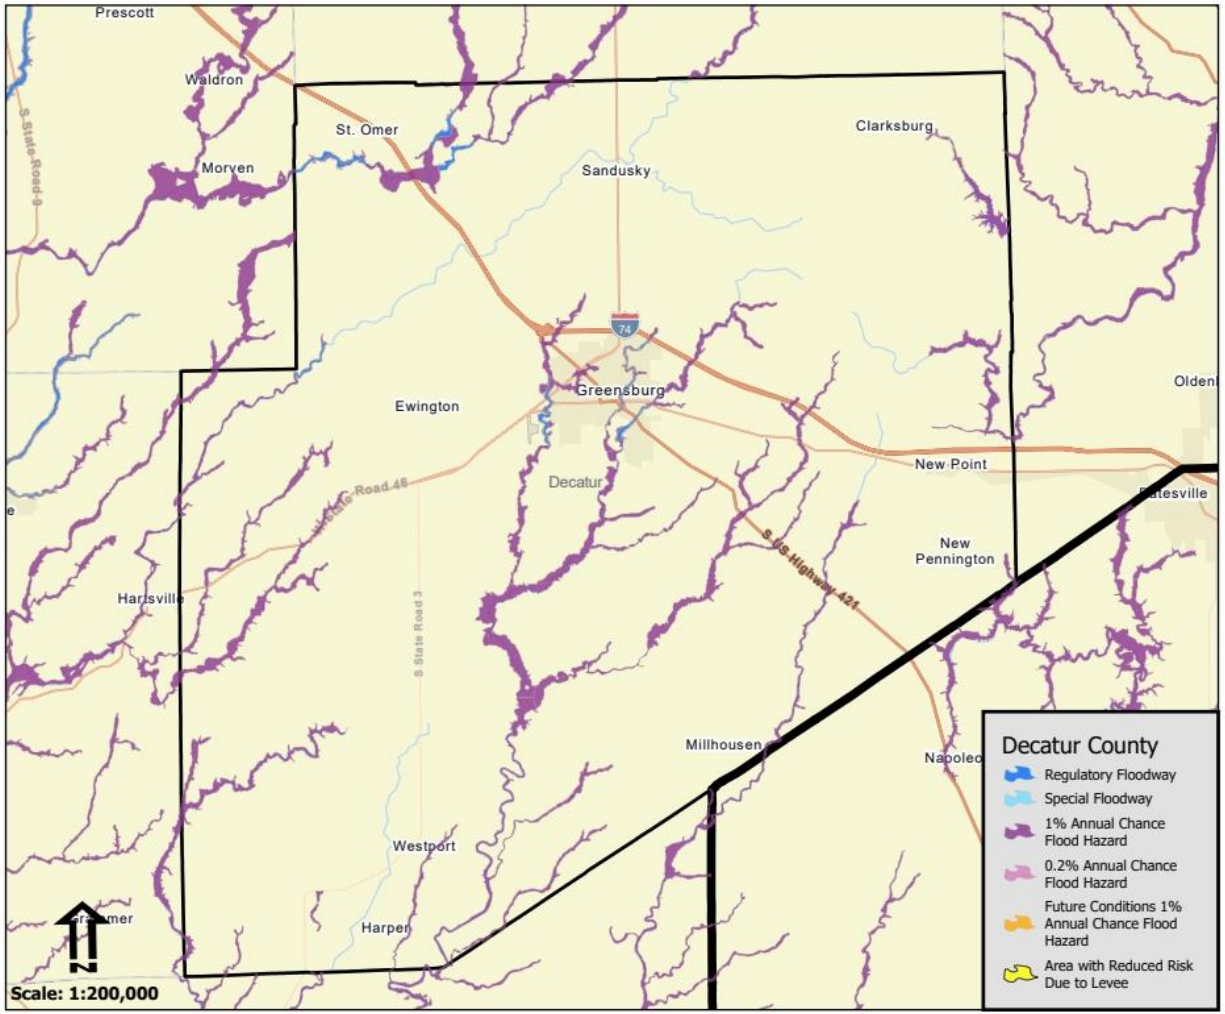 Prescott
Waldron
S State Road 9
St. Omer
Clarksburg
Morven
Sandusky
74
Greensburg
Ewington
Oldenl
New Point
Decatur
W State Road 46
Batesville
e
New
Pennington
S US Highway 421
Hartsville
S State Road 3
Millhousen
Napoleo
Westport
Harper
Grammer
N
Scale: 1:200,000
Decatur County
Regulatory Floodway
Special Floodway
1% Annual Chance
Flood Hazard
0.2% Annual Chance
Flood Hazard
Future Conditions 1%
Annual Chance Flood
Hazard
Area with Reduced Risk
Due to Levee